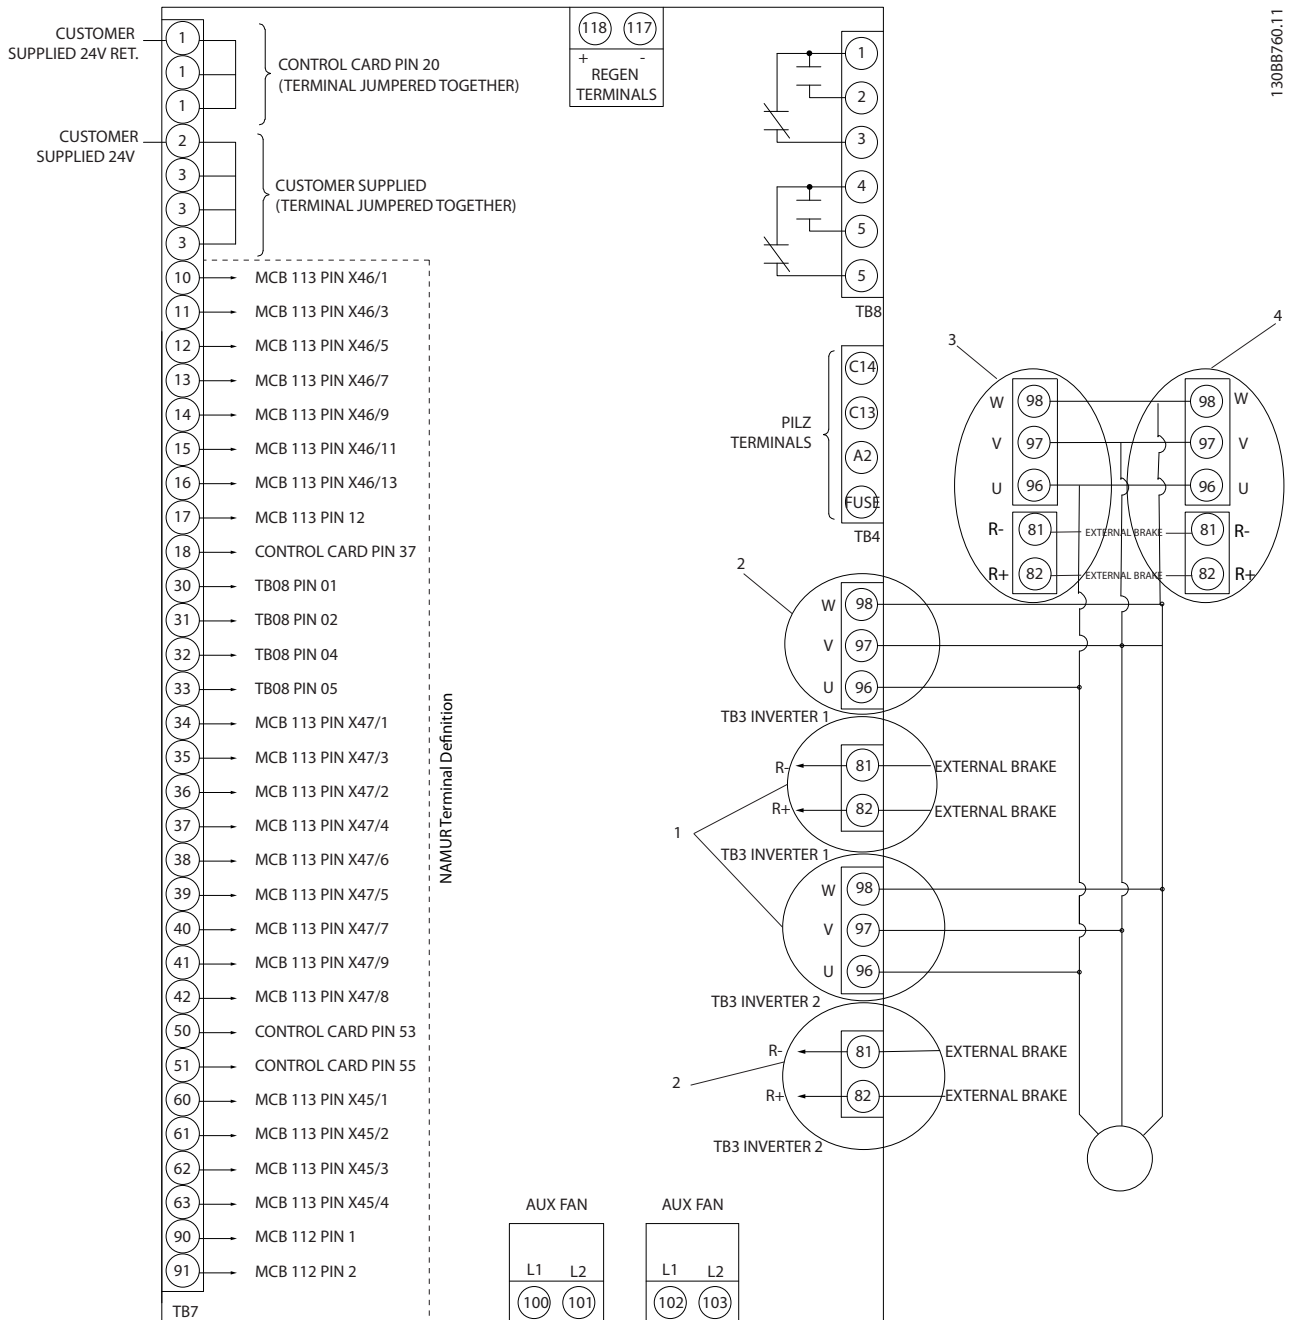 130BB760.11
CUSTOMER
SUPPLIED 24V RET.
1
1
1
CONTROL CARD PIN 20
(TERMINAL JUMPERED TOGETHER)
CUSTOMER
SUPPLIED 24V
2
3
3
3
CUSTOMER SUPPLIED
(TERMINAL JUMPERED TOGETHER)
10 MCB 113 PIN X46/1
11 MCB 113 PIN X46/3
12 MCB 113 PIN X46/5
13 MCB 113 PIN X46/7
14 MCB 113 PIN X46/9
15 MCB 113 PIN X46/11
16 MCB 113 PIN X46/13
17 MCB 113 PIN 12
18 CONTROL CARD PIN 37
30 TB08 PIN 01
31 TB08 PIN 02
32 TB08 PIN 04
33 TB08 PIN 05
34 MCB 113 PIN X47/1
35 MCB 113 PIN X47/3
36 MCB 113 PIN X47/2
37 MCB 113 PIN X47/4
38 MCB 113 PIN X47/6
39 MCB 113 PIN X47/5
40 MCB 113 PIN X47/7
41 MCB 113 PIN X47/9
42 MCB 113 PIN X47/8
50 CONTROL CARD PIN 53
51 CONTROL CARD PIN 55
60 MCB 113 PIN X45/1
61 MCB 113 PIN X45/2
62 MCB 113 PIN X45/3
63 MCB 113 PIN X45/4
90 MCB 112 PIN 1
91 MCB 112 PIN 2
TB7
NAMUR Terminal Definition
118 117
+ -
REGEN
TERMINALS
1
2
3
4
5
5
TB8
PILZ
TERMINALS
C14
C13
A2
FUSE
TB4
2
W 98
V 97
U 96
TB3 INVERTER 1
R- 81 EXTERNAL BRAKE
R+ 82 EXTERNAL BRAKE
1
TB3 INVERTER 1
W 98
V 97
U 96
TB3 INVERTER 2
R- 81 EXTERNAL BRAKE
2
R+ 82 EXTERNAL BRAKE
TB3 INVERTER 2
3
4
W 98 98 W
V 97 97 V
U 96 96 U
R- 81 EXTERNAL BRAKE 81 R-
R+ 82 EXTERNAL BRAKE 82 R+
AUX FAN
L1 L2
100 101
AUX FAN
L1 L2
102 103